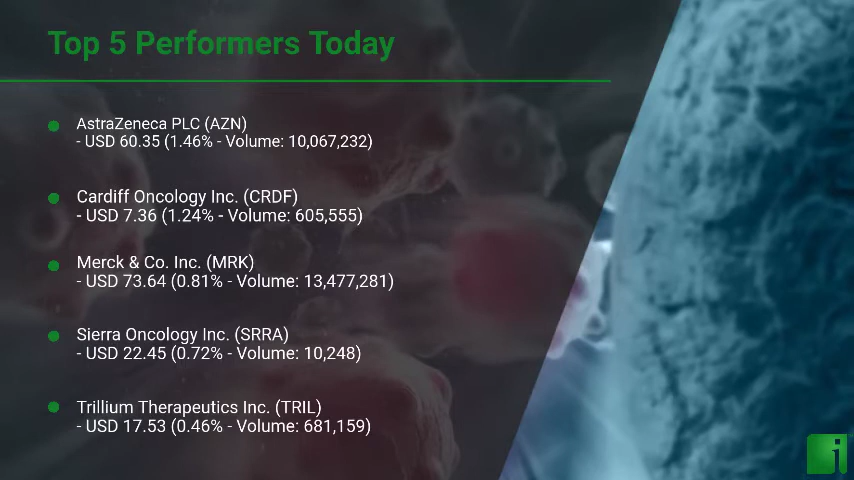 Top 5 Performers Today
AstraZeneca PLC (AZN)
- USD 60.35 (1.46% - Volume: 10,067,232)
Cardiff Oncology Inc. (CRDF)
- USD 7.36 (1.24% - Volume: 605,555)
Merck & Co. Inc. (MRK)
- USD 73.64 (0.81% - Volume: 13,477,281)
Sierra Oncology Inc. (SRRA)
- USD 22.45 (0.72% - Volume: 10,248)
Trillium Therapeutics Inc. (TRIL)
- USD 17.53 (0.46% - Volume: 681,159)
i